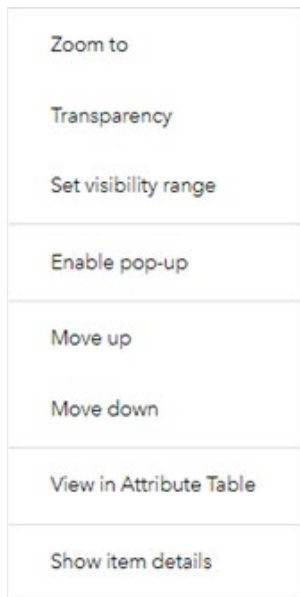 Zoom to
Transparency
Set visibility range
Enable pop-up
Move up
Move down
View in Attribute Table
Show item details